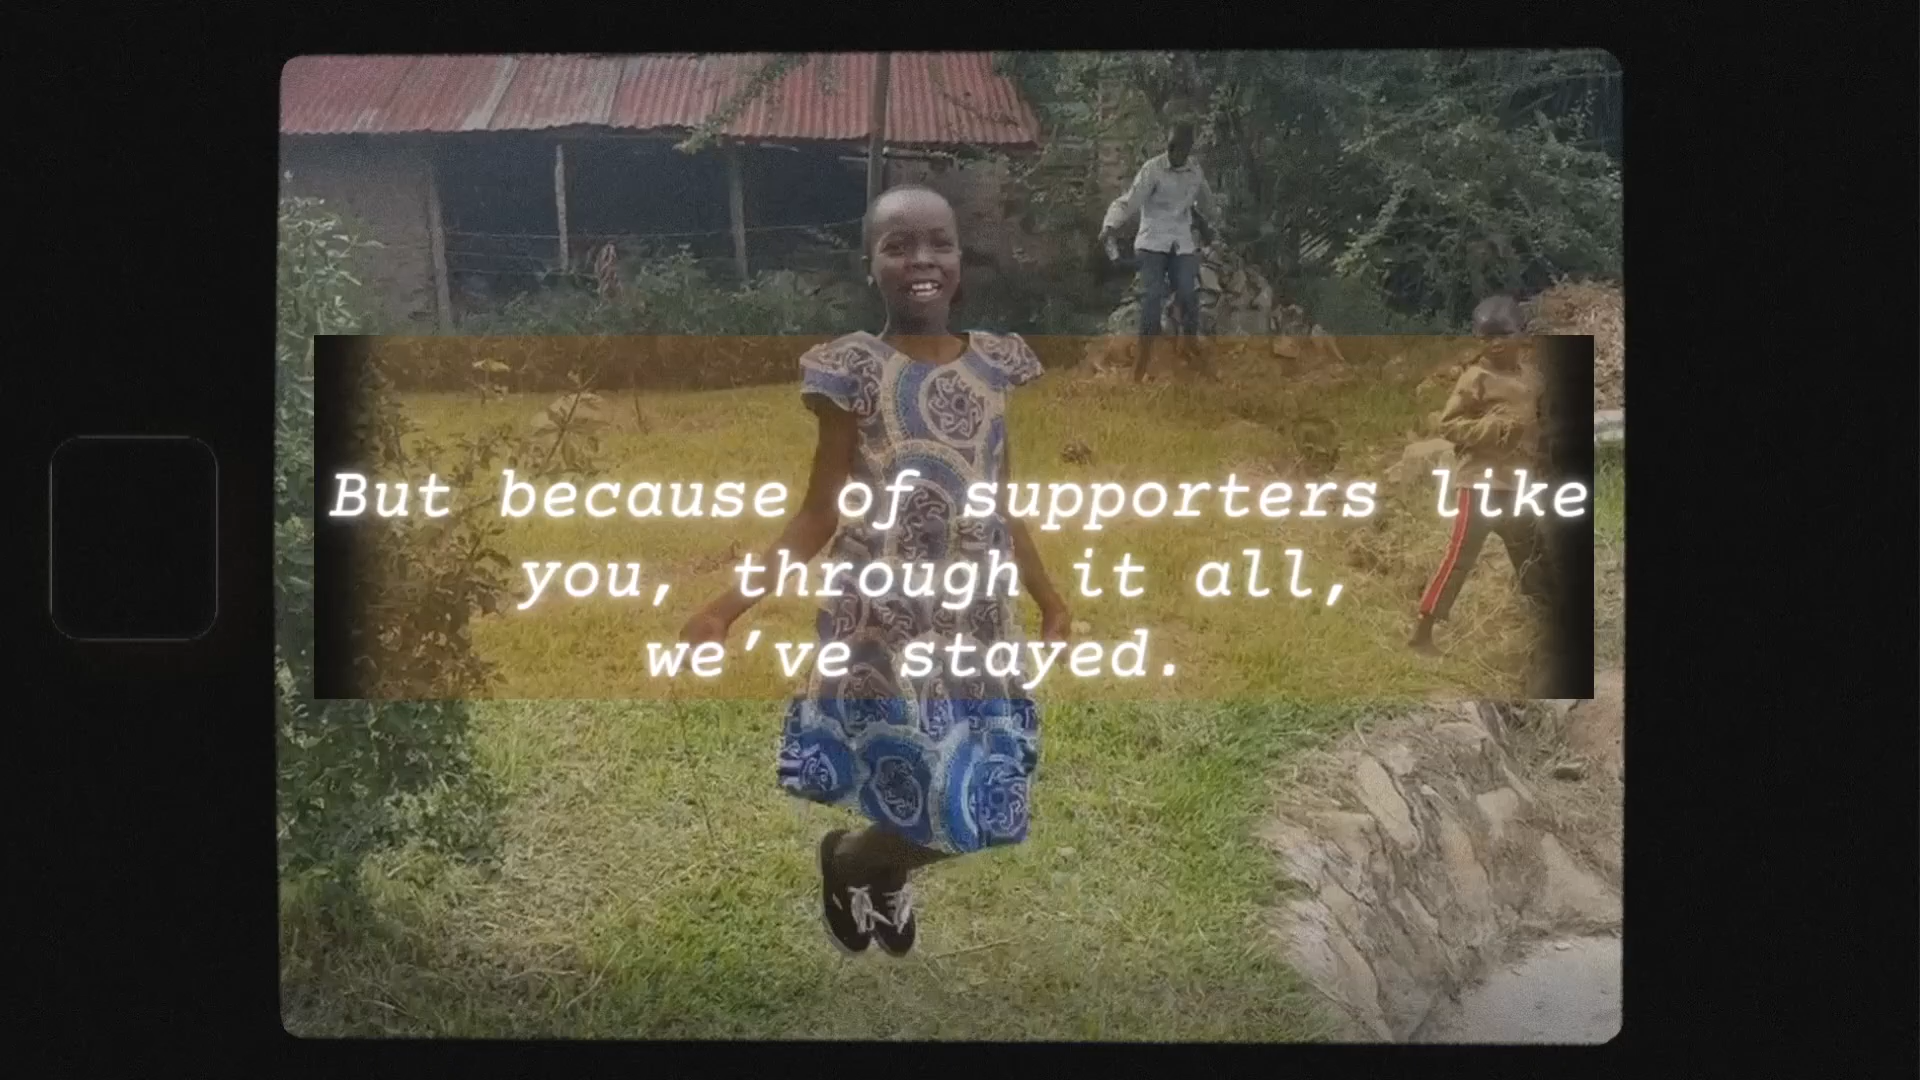 But because of supporters like
you, through it all,
we've stayed.